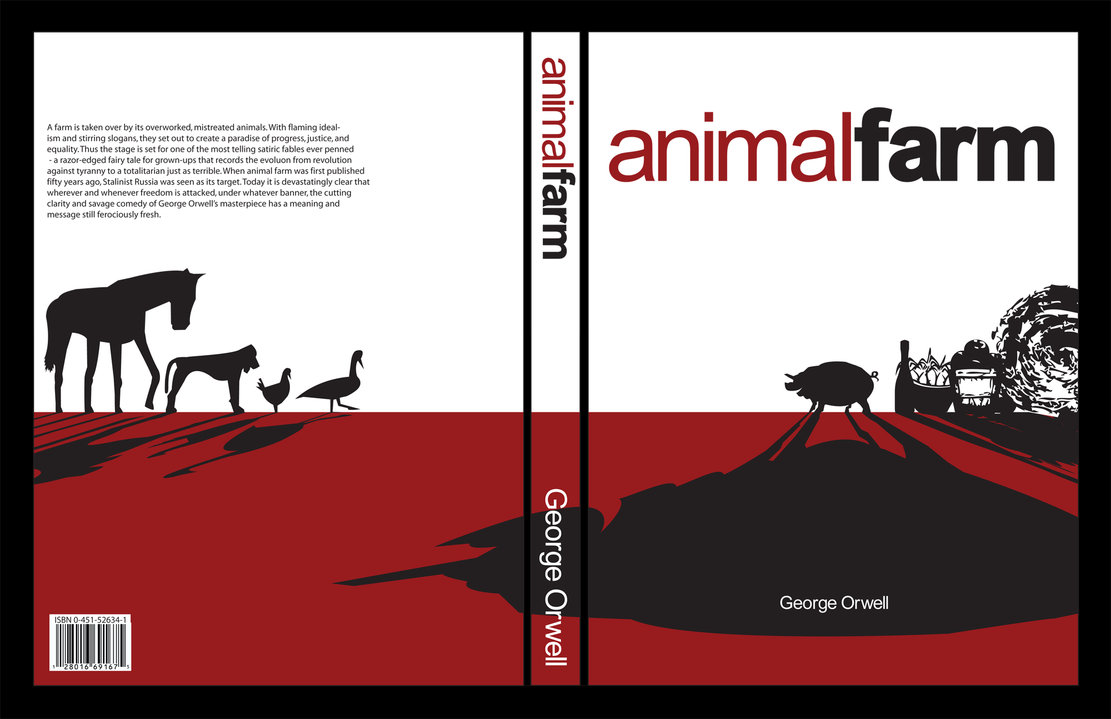 A farm is taken over by its overworked, mistreated animals. With flaming ideal-
ism and stirring slogans, they set out to create a paradise of progress, justice, and
equality. Thus the stage is set for one of the most telling satiric fables ever penned
- a razor-edged fairy tale for grown-ups that records the evoluon from revolution
against tyranny to a totalitarian just as terrible. When animal farm was first published
fifty years ago, Stalinist Russia was seen as its target. Today it is devastatingly clear that
wherever and whenever freedom is attacked, under whatever banner, the cutting
clarity and savage comedy of George Orwell's masterpiece has a meaning and
message still ferociously fresh.
ISBN 0-451-52634-1
1 28016 69167 5
animalfarm
George Orwell
animalfarm
George Orwell